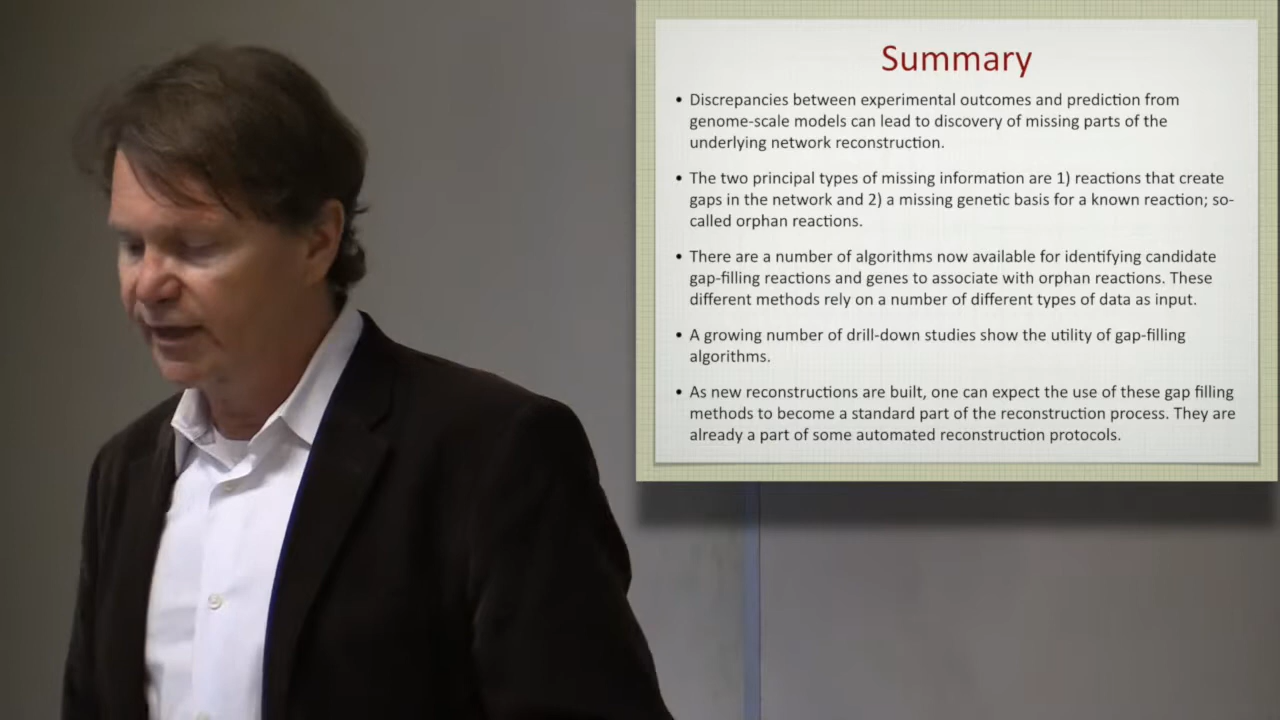 Summary
• Discrepancies between experimental outcomes and prediction from
genome-scale models can lead to discovery of missing parts of the
underlying network reconstruction.
• The two principal types of missing information are 1) reactions that create
gaps in the network and 2) a missing genetic basis for a known reaction; so-
called orphan reactions.
• There are a number of algorithms now available for identifying candidate
gap-filling reactions and genes to associate with orphan reactions. These
different methods rely on a number of different types of data as input.
• A growing number of drill-down studies show the utility of gap-filling
algorithms.
• As new reconstructions are built, one can expect the use of these gap filling
methods to become a standard part of the reconstruction process. They are
already a part of some automated reconstruction protocols.